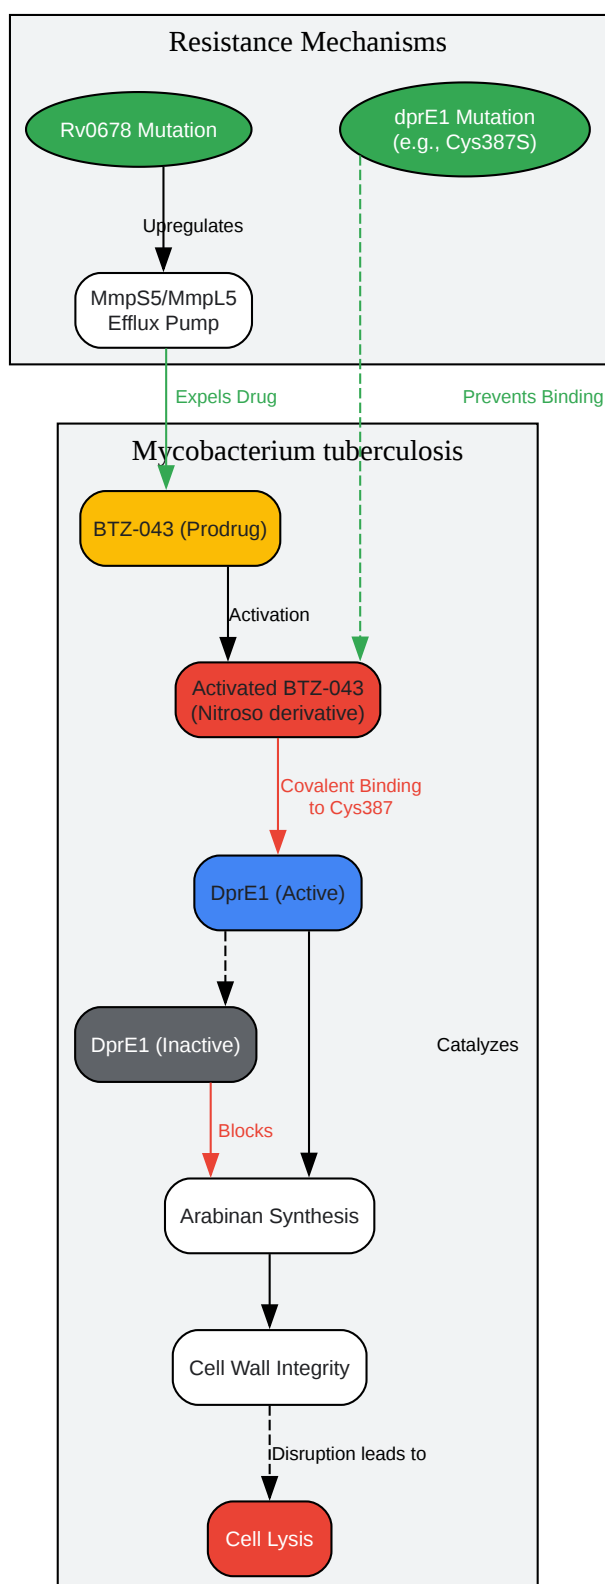 Resistance Mechanisms
Rv0678 Mutation
dprE1 Mutation
(e.g., Cys387S)
Upregulates
MmpS5/MmpL5
Efflux Pump
Expels Drug
Prevents Binding
Mycobacterium tuberculosis
BTZ-043 (Prodrug)
Activation
Activated BTZ-043
(Nitroso derivative)
Covalent Binding
to Cys387
DprE1 (Active)
DprE1 (Inactive)
Catalyzes
Blocks
Arabinan Synthesis
Cell Wall Integrity
Disruption leads to
Cell Lysis